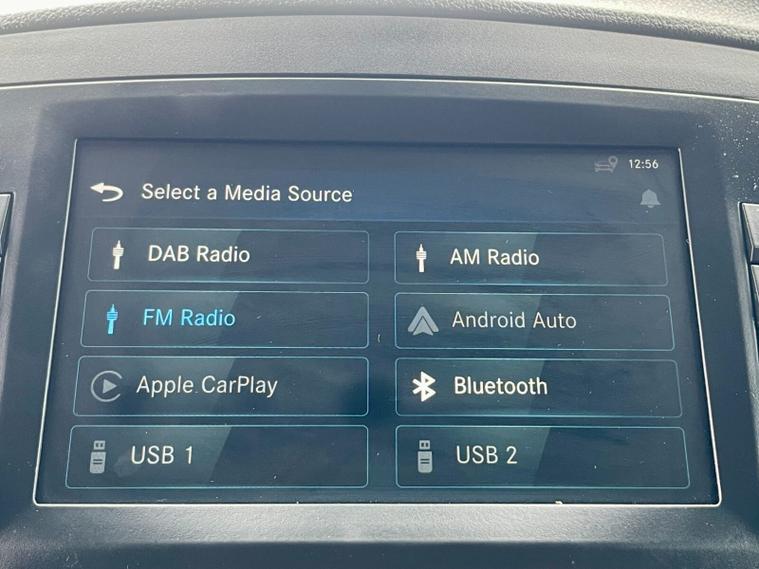 12:56
Select a Media Source
DAB Radio
AM Radio
FM Radio
Android Auto
Apple CarPlay
Bluetooth
USB 1
USB 2